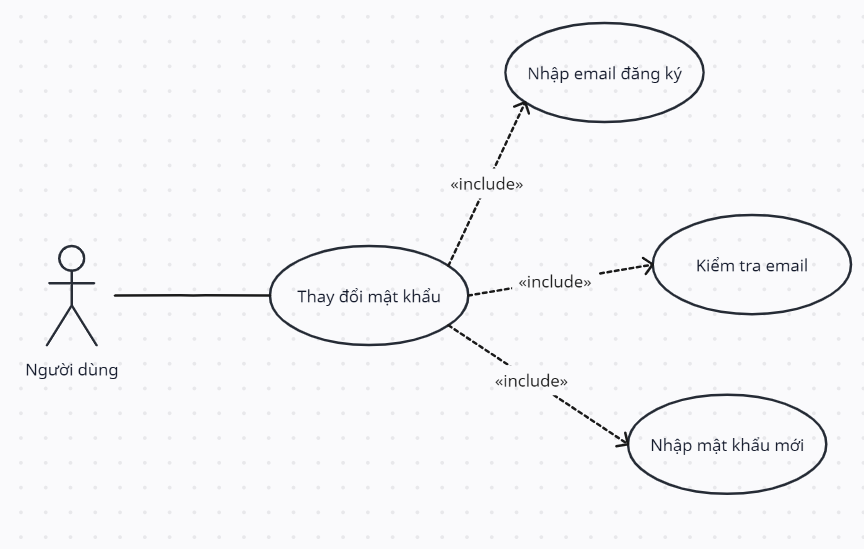 Nhập email đăng ký
«include»
Kiểm tra email
«include»
Thay đổi mật khẩu
Người dùng
«include»
Nhập mật khẩu mới